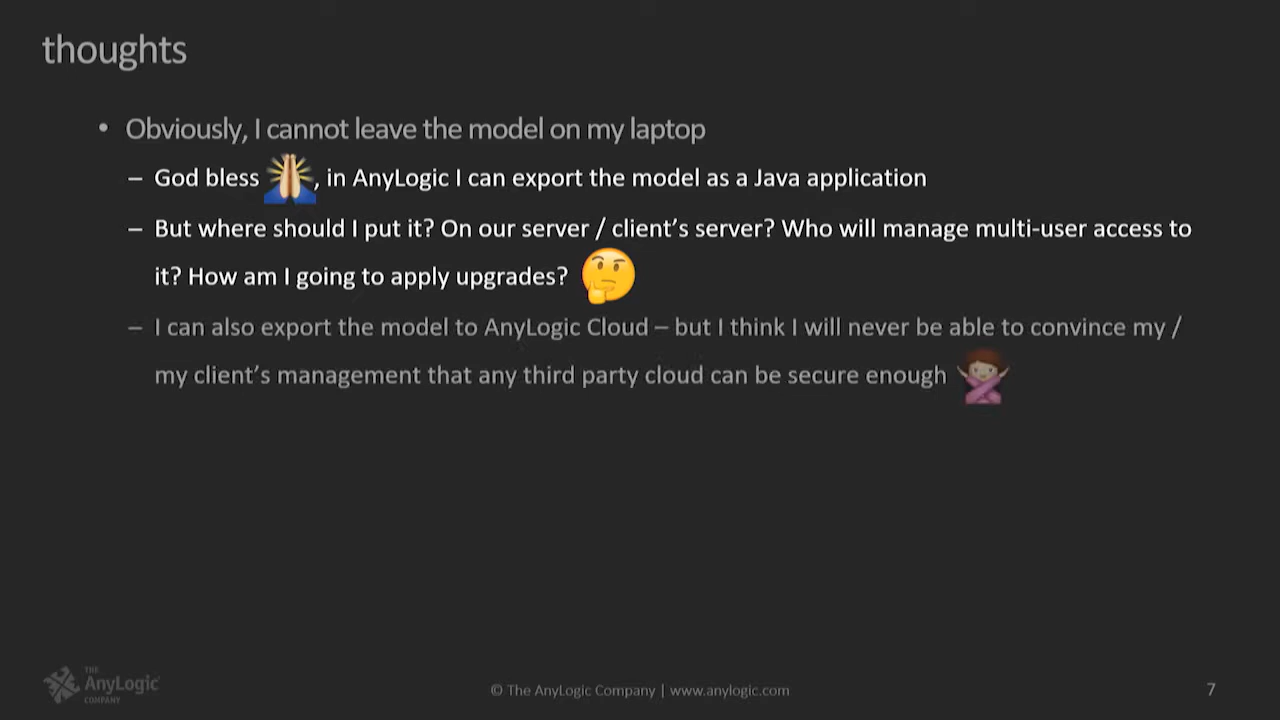 thoughts
• Obviously, I cannot leave the model on my laptop
– God bless 🙏, in AnyLogic I can export the model as a Java application
– But where should I put it? On our server / client’s server? Who will manage multi-user access to
it? How am I going to apply upgrades? 🤔
– I can also export the model to AnyLogic Cloud – but I think I will never be able to convince my /
my client’s management that any third party cloud can be secure enough 🙅
THE
AnyLogic
COMPANY
© The AnyLogic Company | www.anylogic.com
7